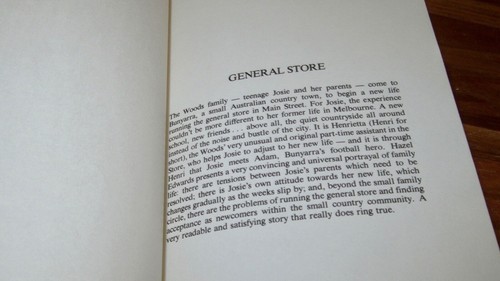 GENERAL STORE
The Woods family — teenage Josie and her parents — come to
Bunyarra, a small Australian country town, to begin a new life
running the general store in Main Street. For Josie, the experience
couldn't be more different to her former life in Melbourne. A new
school, new friends . . . above all, the quiet countryside all around
instead of the noise and bustle of the city. It is Henrietta (Henri for
short), the Woods' very unusual and original part-time assistant in the
Store, who helps Josie to adjust to her new life — and it is through
Henri that Josie meets Adam, Bunyarra's football hero. Hazel
Edwards presents a very convincing and universal portrayal of family
life: there are tensions between Josie's parents which need to be
resolved; there is Josie's own attitude towards her new life, which
changes gradually as the weeks slip by; and, beyond the small family
circle, there are the problems of running the general store and finding
acceptance as newcomers within the small country community. A
very readable and satisfying story that really does ring true.